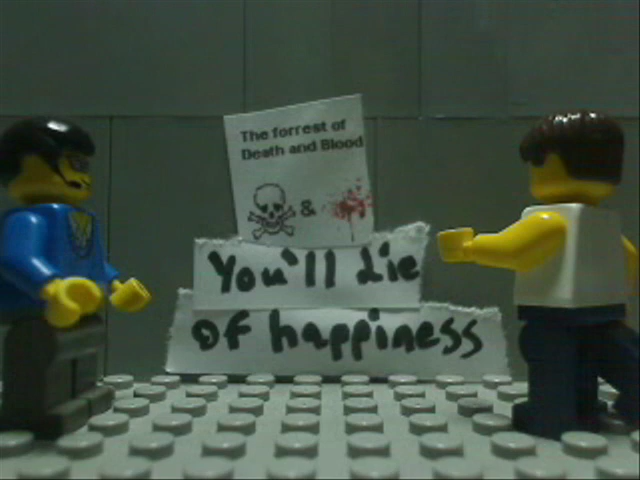 The forrest of
Death and Blood
&
You'll die
of happiness